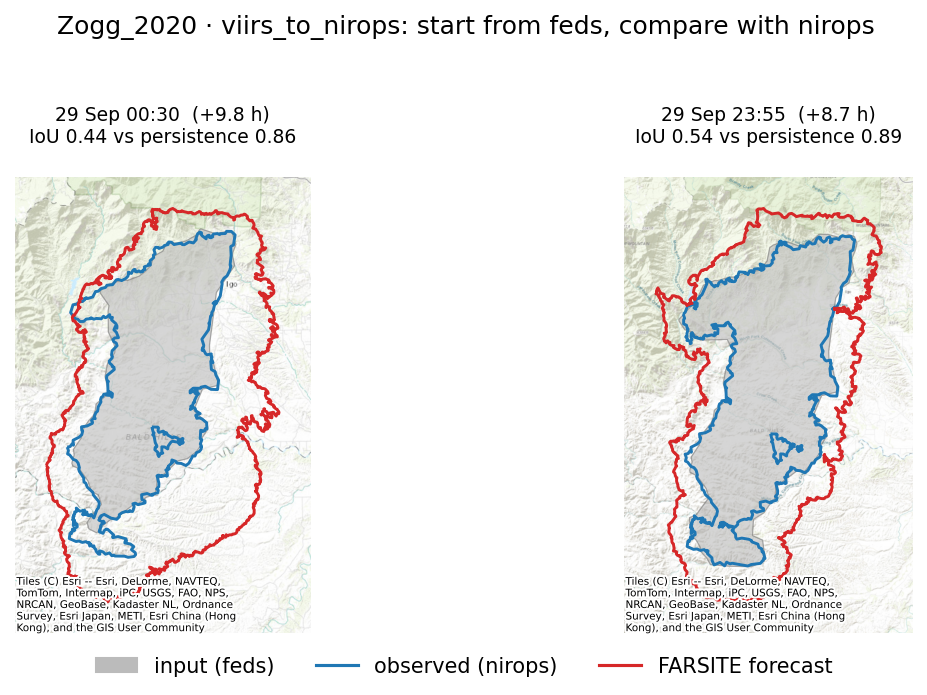 Zogg_2020 · viirs_to_nirops: start from feds, compare with nirops
29 Sep 00:30  (+9.8 h)
IoU 0.44 vs persistence 0.86
29 Sep 23:55  (+8.7 h)
IoU 0.54 vs persistence 0.89
Igo
Tiles (C) Esri -- Esri, DeLorme, NAVTEQ,
TomTom, Intermap, iPC, USGS, FAO, NPS,
NRCAN, GeoBase, Kadaster NL, Ordnance
Survey, Esri Japan, METI, Esri China (Hong
Kong), and the GIS User Community
Tiles (C) Esri -- Esri, DeLorme, NAVTEQ,
TomTom, Intermap, iPC, USGS, FAO, NPS,
NRCAN, GeoBase, Kadaster NL, Ordnance
Survey, Esri Japan, METI, Esri China (Hong
Kong), and the GIS User Community
input (feds)
observed (nirops)
FARSITE forecast